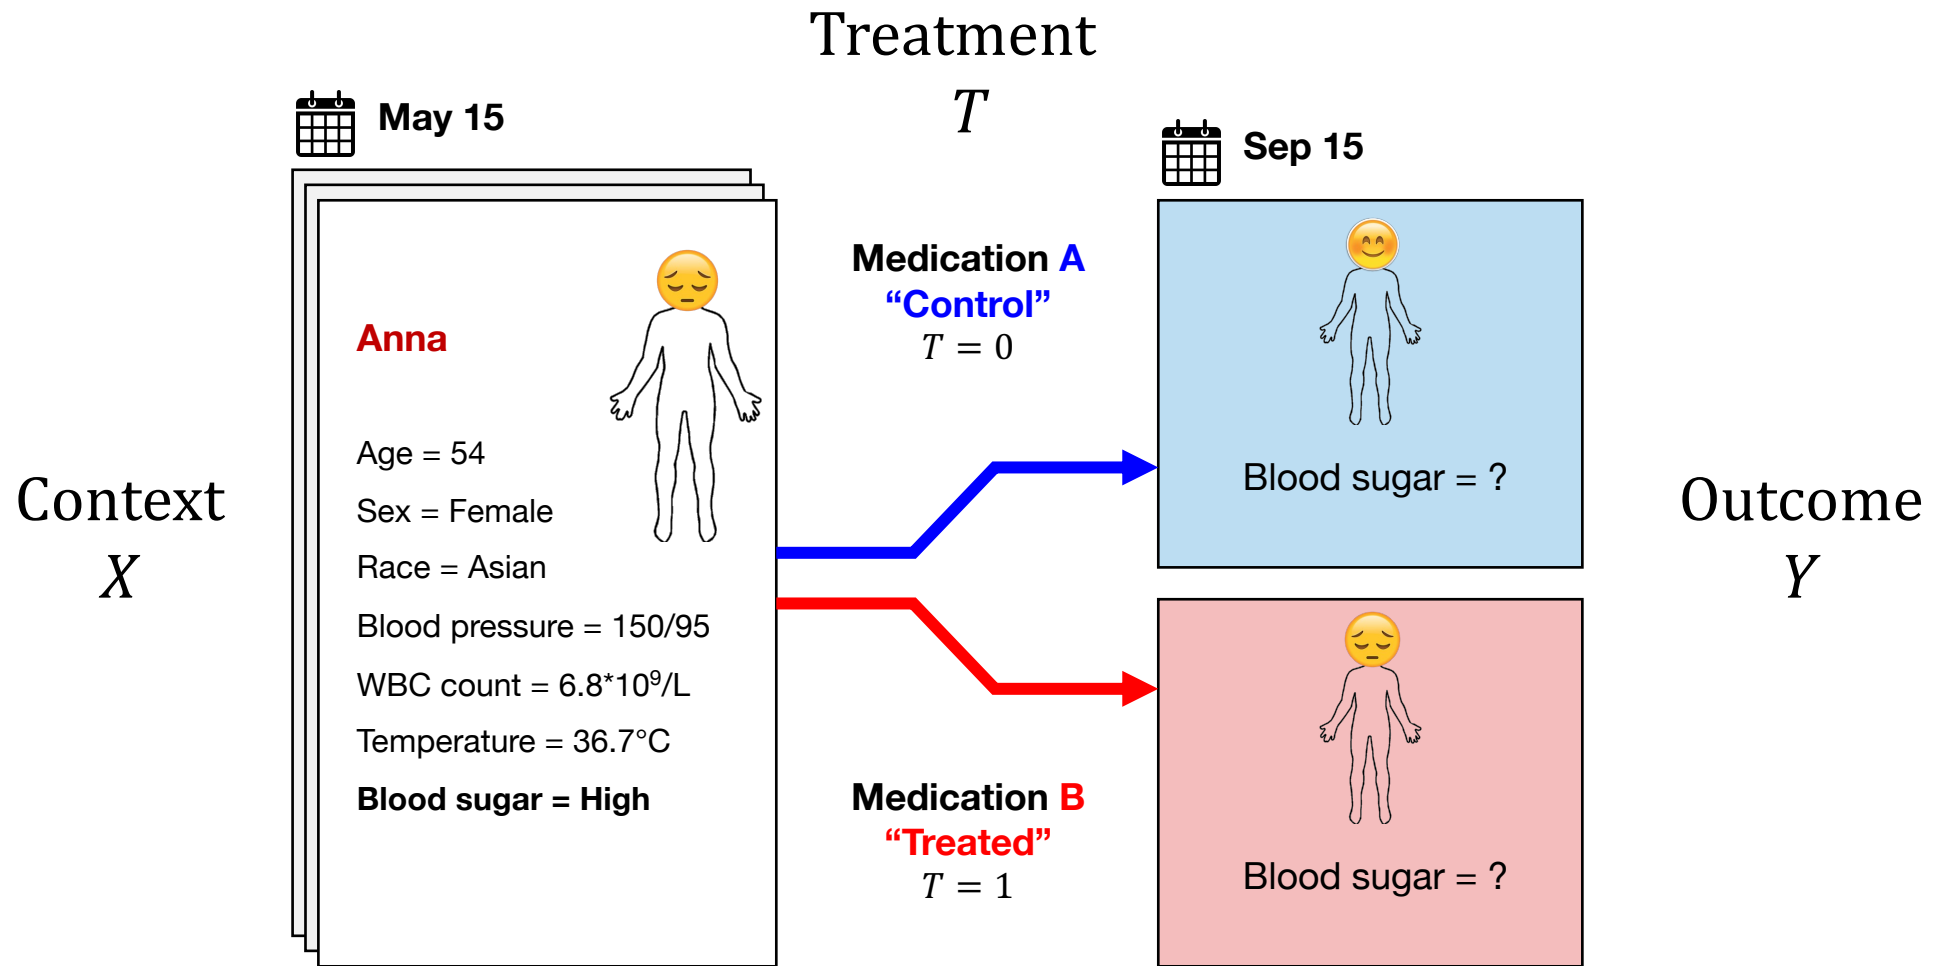 Treatment
T
May 15
Sep 15
Context
X
Anna
Age = 54
Sex = Female
Race = Asian
Blood pressure = 150/95
WBC count = 6.8*10⁹/L
Temperature = 36.7°C
Blood sugar = High
Medication A
“Control”
T = 0
Medication B
“Treated”
T = 1
Blood sugar = ?
Blood sugar = ?
Outcome
Y